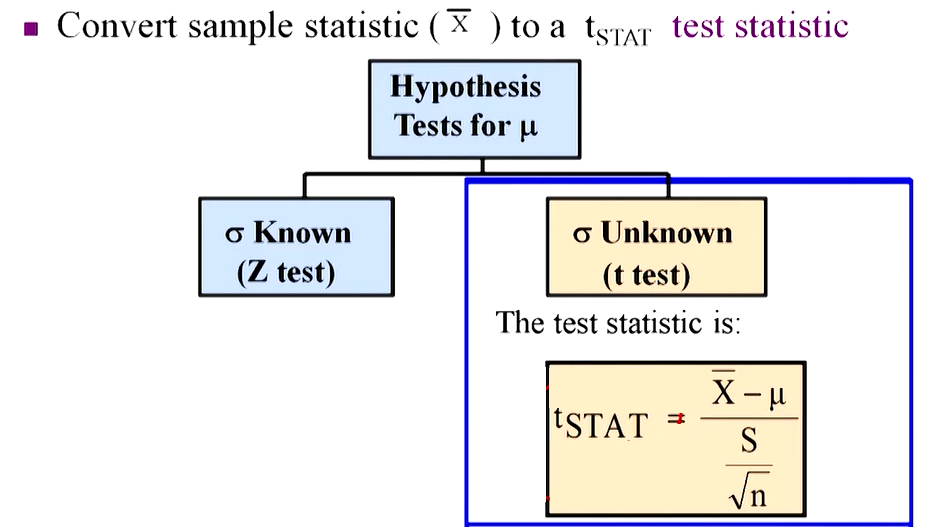 Convert sample statistic ( X̅ ) to a tSTAT test statistic
Hypothesis
Tests for μ
σ Known
(Z test)
σ Unknown
(t test)
The test statistic is:
X̅ – μ
tSTAT =
S
√n